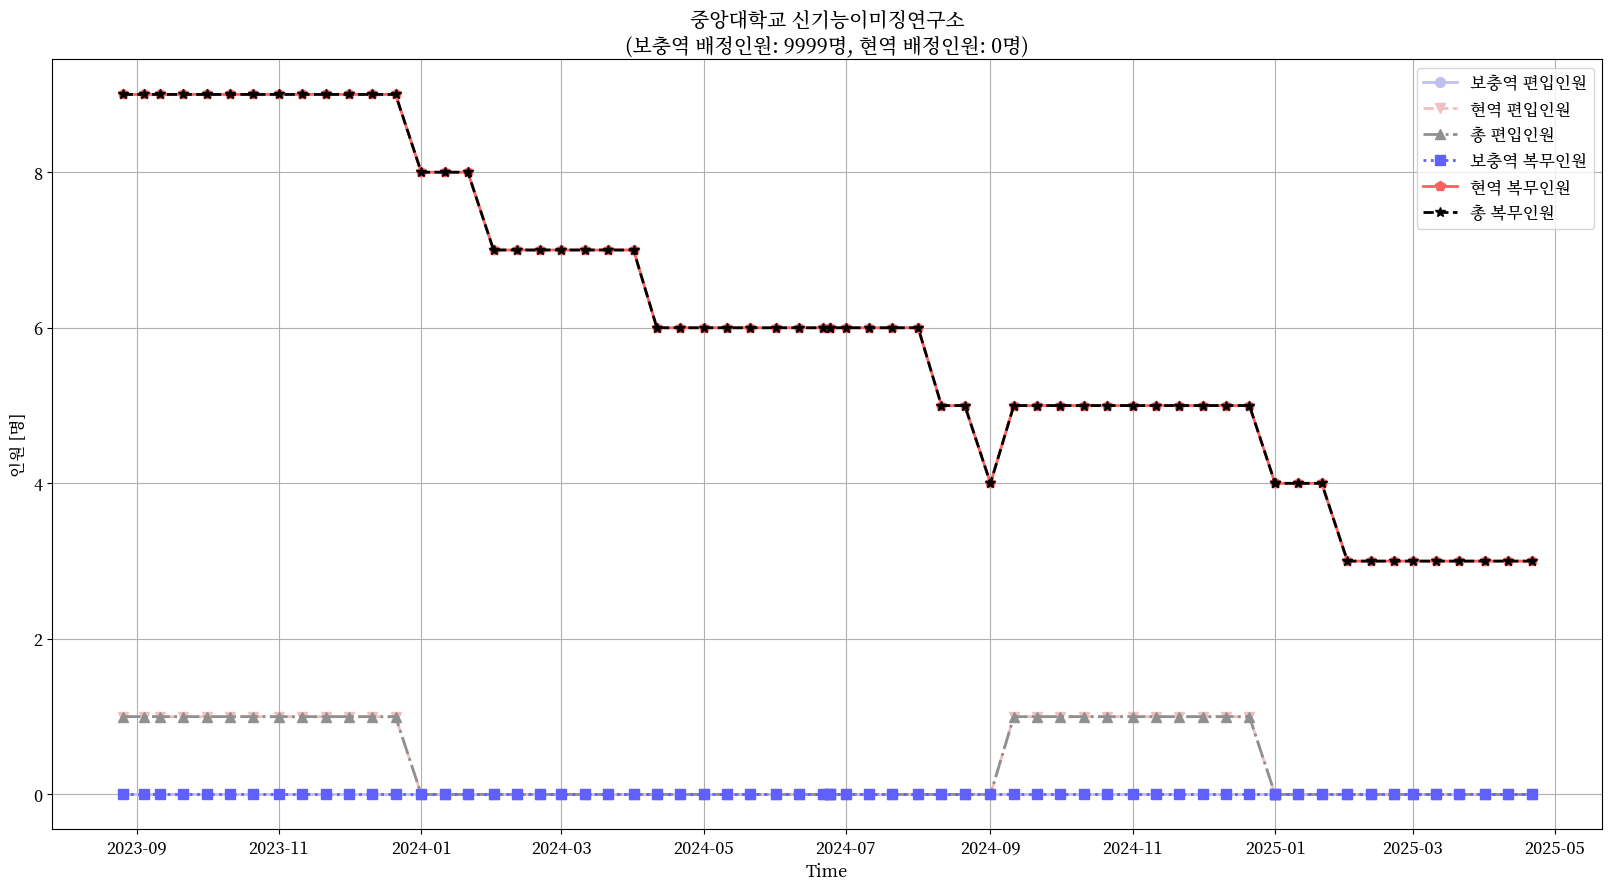 중앙대학교 신기능이미징연구소
(보충역 배정인원: 9999명, 현역 배정인원: 0명)
보충역 편입인원
현역 편입인원
총 편입인원
보충역 복무인원
현역 복무인원
총 복무인원
인원 [명]
8
6
4
2
0
2023-09
2023-11
2024-01
2024-03
2024-05
2024-07
2024-09
2024-11
2025-01
2025-03
2025-05
Time